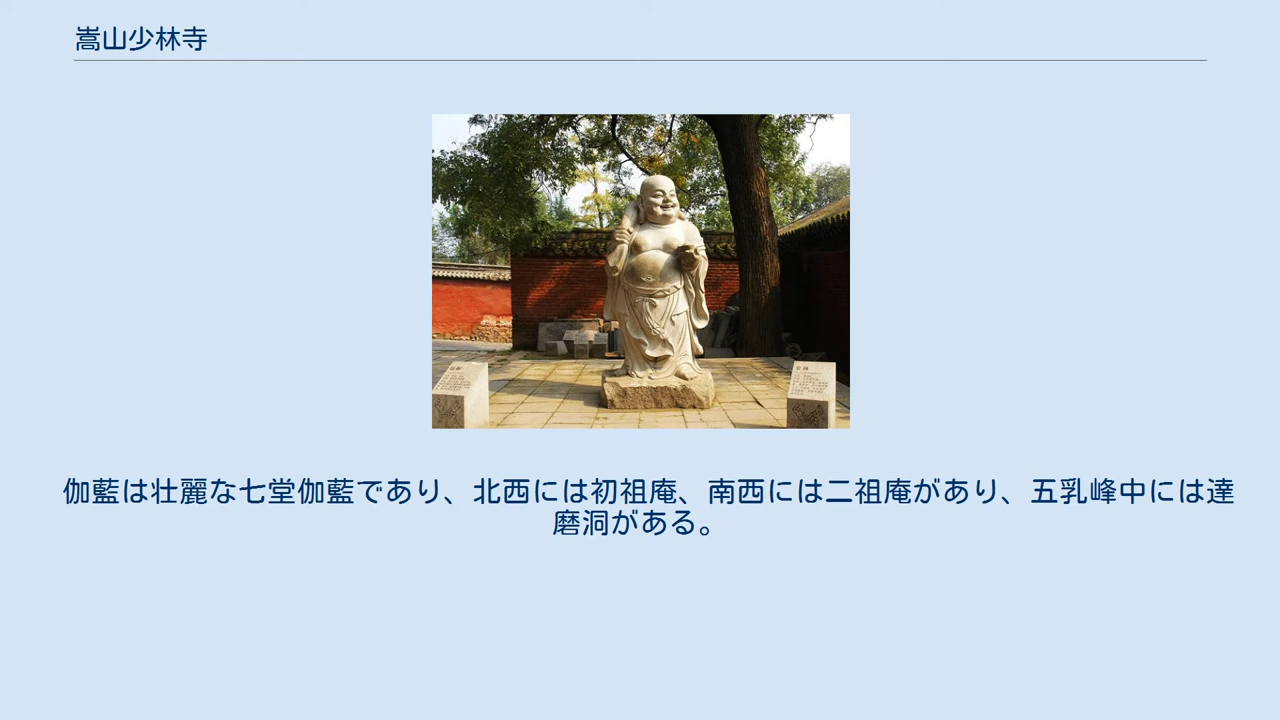 嵩山少林寺
伽藍は壮麗な七堂伽藍であり、北西には初祖庵、南西には二祖庵があり、五乳峰中には達
磨洞がある。